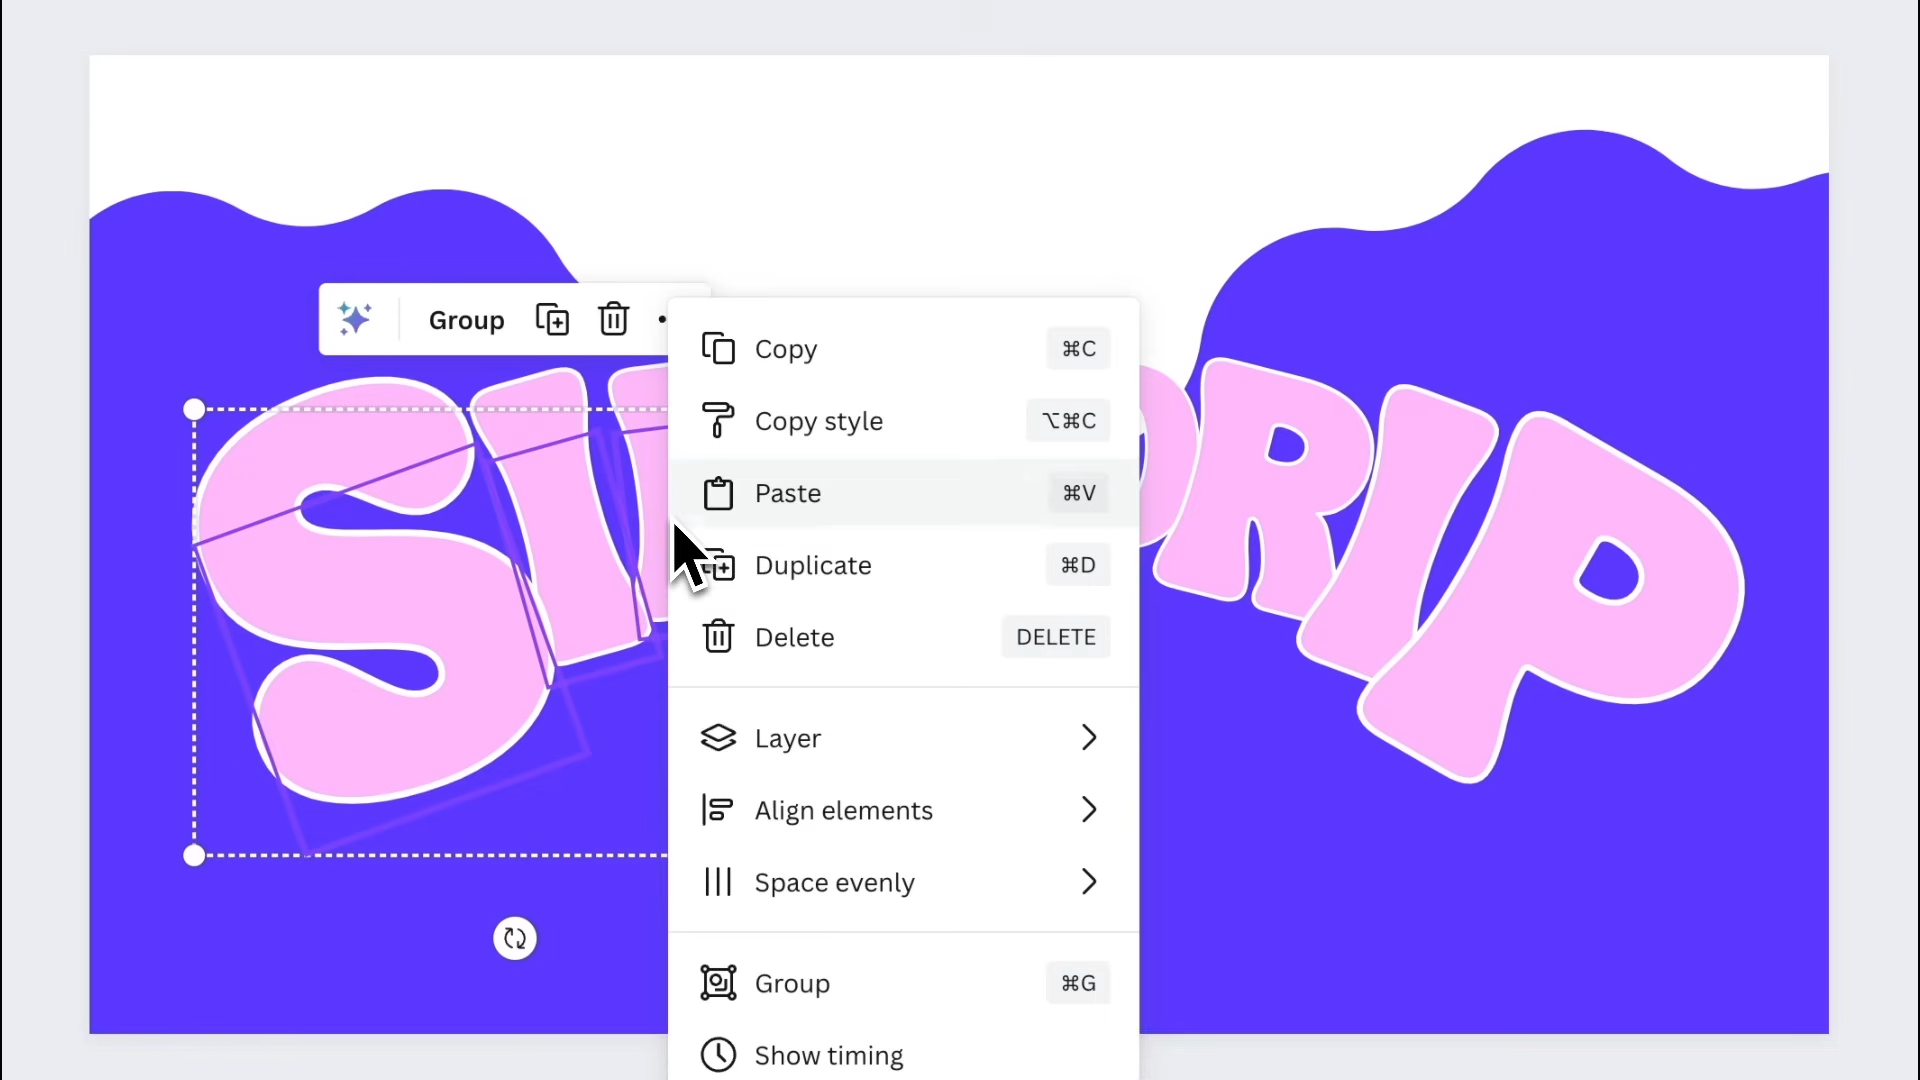 Group
Copy ⌘C
Copy style ⌥⌘C
Paste ⌘V
Duplicate ⌘D
Delete DELETE
Layer
Align elements
Space evenly
Group ⌘G
Show timing
RIP